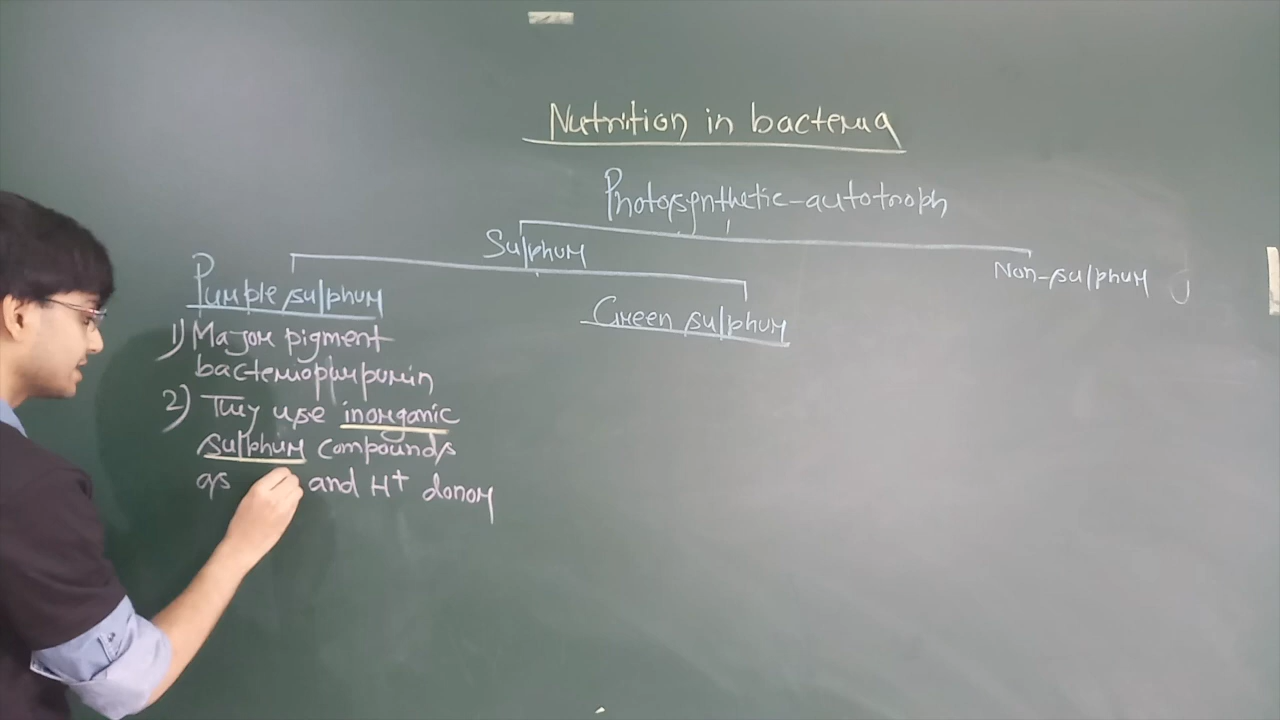 Nutrition in bacteria
Photosynthetic-autotroph
Sulphur
Non-sulphur
Purple sulphur
Green sulphur
1) Major pigment
bacteriopurpurin
2) They use inorganic
sulphur compounds
as and H+ donor